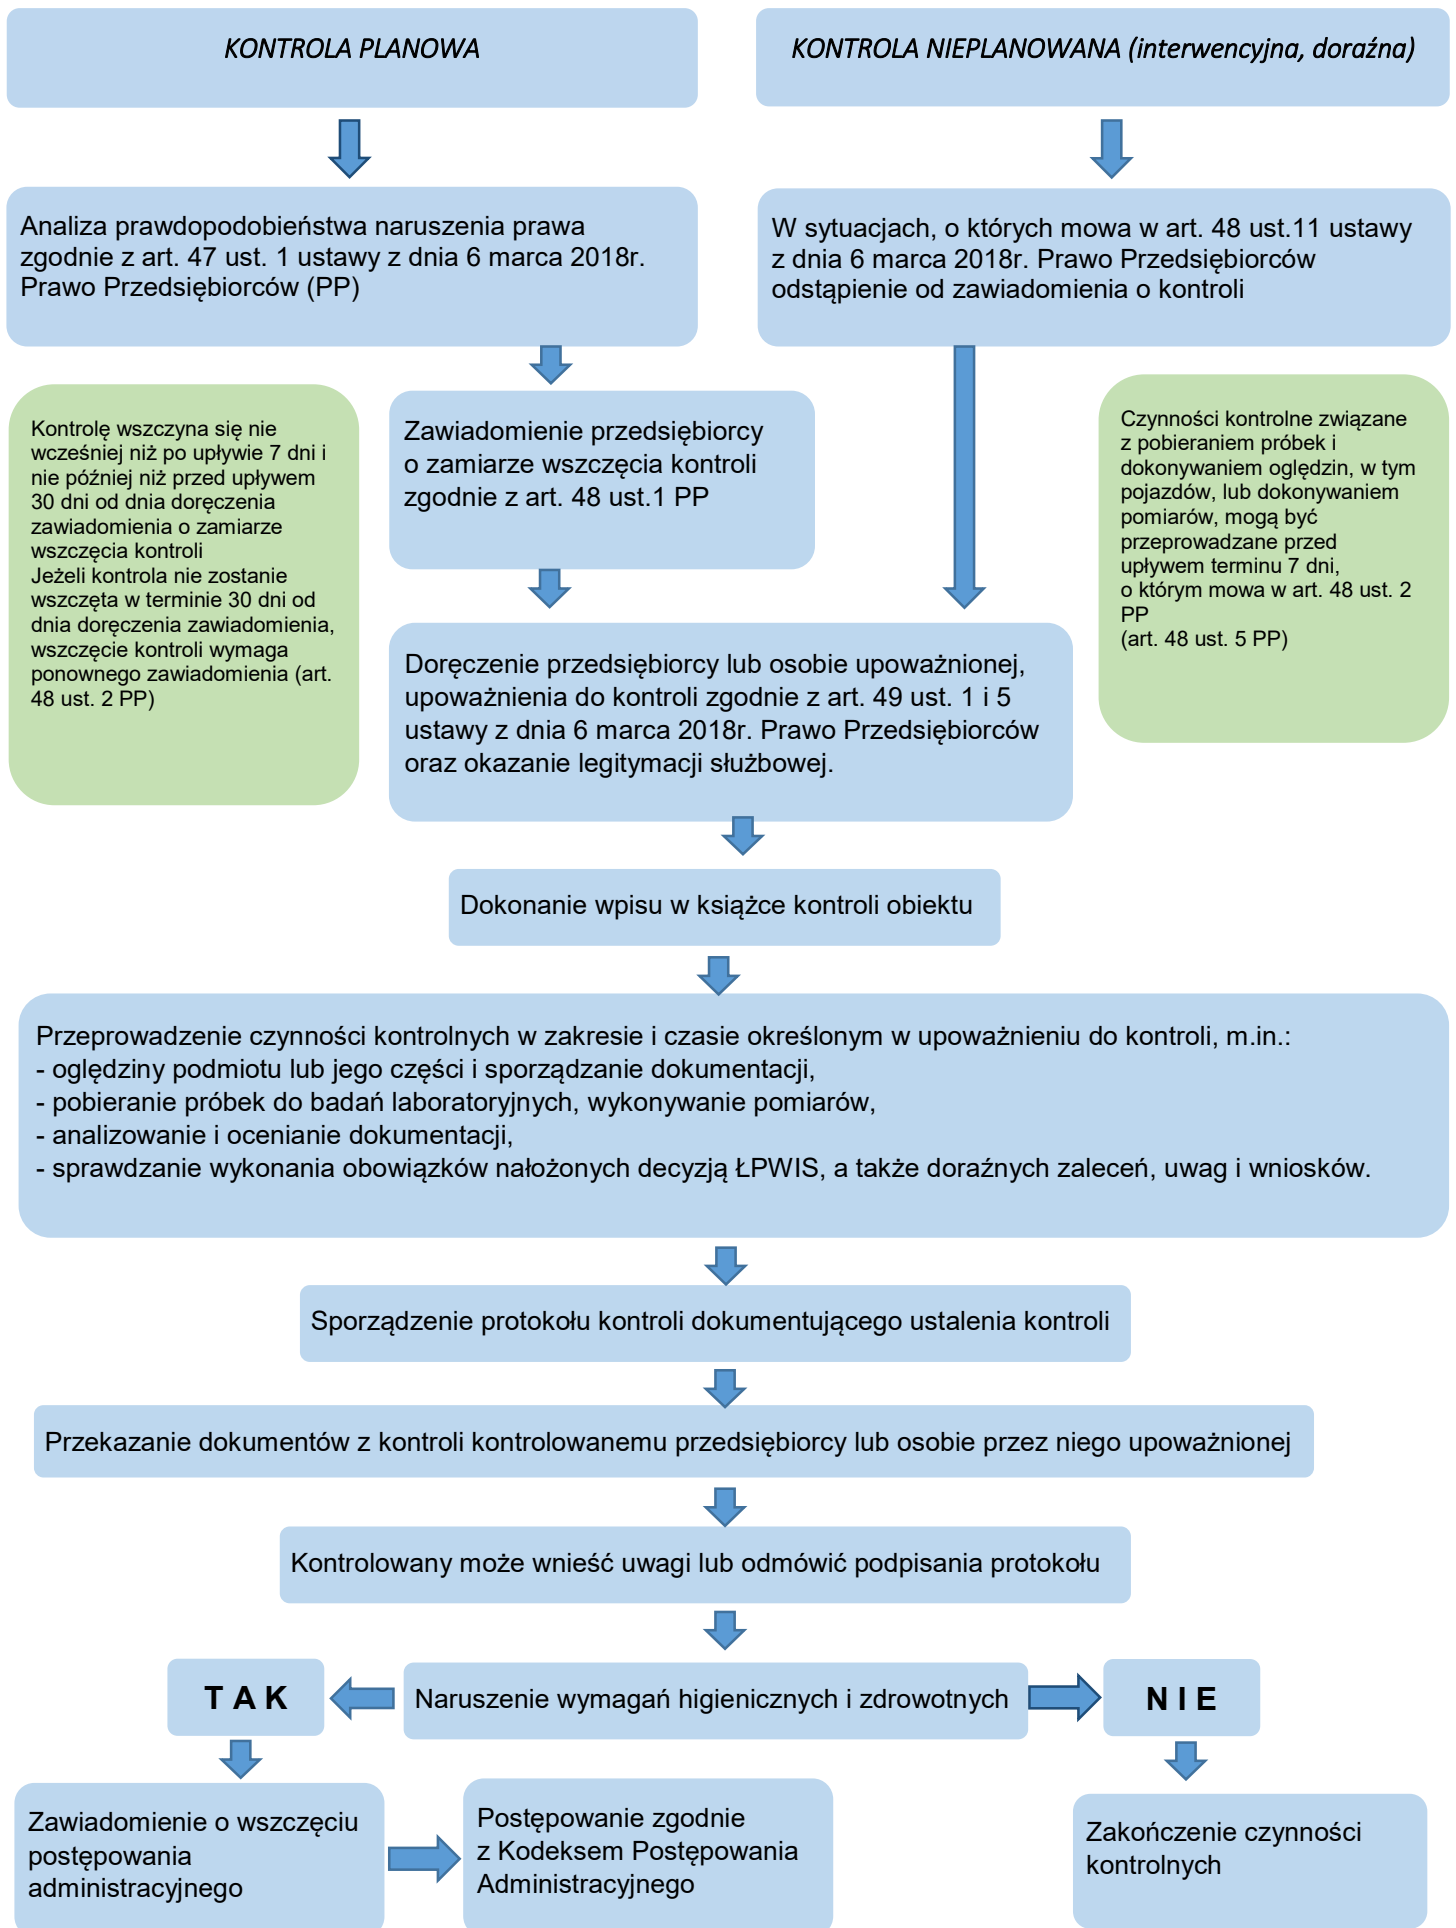 KONTROLA PLANOWA
KONTROLA NIEPLANOWANA (interwencyjna, doraźna)
Analiza prawdopodobieństwa naruszenia prawa
zgodnie z art. 47 ust. 1 ustawy z dnia 6 marca 2018r.
Prawo Przedsiębiorców (PP)
W sytuacjach, o których mowa w art. 48 ust.11 ustawy
z dnia 6 marca 2018r. Prawo Przedsiębiorców
odstąpienie od zawiadomienia o kontroli
Kontrolę wszczyna się nie
wcześniej niż po upływie 7 dni i
nie później niż przed upływem
30 dni od dnia doręczenia
zawiadomienia o zamiarze
wszczęcia kontroli
Jeżeli kontrola nie zostanie
wszczęta w terminie 30 dni od
dnia doręczenia zawiadomienia,
wszczęcie kontroli wymaga
ponownego zawiadomienia (art.
48 ust. 2 PP)
Zawiadomienie przedsiębiorcy
o zamiarze wszczęcia kontroli
zgodnie z art. 48 ust.1 PP
Czynności kontrolne związane
z pobieraniem próbek i
dokonywaniem oględzin, w tym
pojazdów, lub dokonywaniem
pomiarów, mogą być
przeprowadzane przed
upływem terminu 7 dni,
o którym mowa w art. 48 ust. 2
PP
(art. 48 ust. 5 PP)
Doręczenie przedsiębiorcy lub osobie upoważnionej,
upoważnienia do kontroli zgodnie z art. 49 ust. 1 i 5
ustawy z dnia 6 marca 2018r. Prawo Przedsiębiorców
oraz okazanie legitymacji służbowej.
Dokonanie wpisu w książce kontroli obiektu
Przeprowadzenie czynności kontrolnych w zakresie i czasie określonym w upoważnieniu do kontroli, m.in.:
- oględziny podmiotu lub jego części i sporządzanie dokumentacji,
- pobieranie próbek do badań laboratoryjnych, wykonywanie pomiarów,
- analizowanie i ocenianie dokumentacji,
- sprawdzanie wykonania obowiązków nałożonych decyzją ŁPWIS, a także doraźnych zaleceń, uwag i wniosków.
Sporządzenie protokołu kontroli dokumentującego ustalenia kontroli
Przekazanie dokumentów z kontroli kontrolowanemu przedsiębiorcy lub osobie przez niego upoważnionej
Kontrolowany może wnieść uwagi lub odmówić podpisania protokołu
T A K
Naruszenie wymagań higienicznych i zdrowotnych
N I E
Zawiadomienie o wszczęciu
postępowania
administracyjnego
Postępowanie zgodnie
z Kodeksem Postępowania
Administracyjnego
Zakończenie czynności
kontrolnych